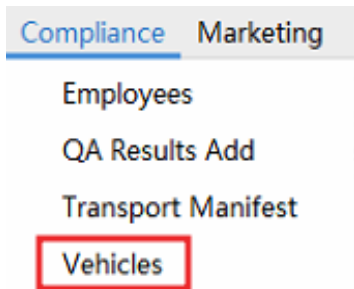 Compliance Marketing
Employees
QA Results Add
Transport Manifest
Vehicles